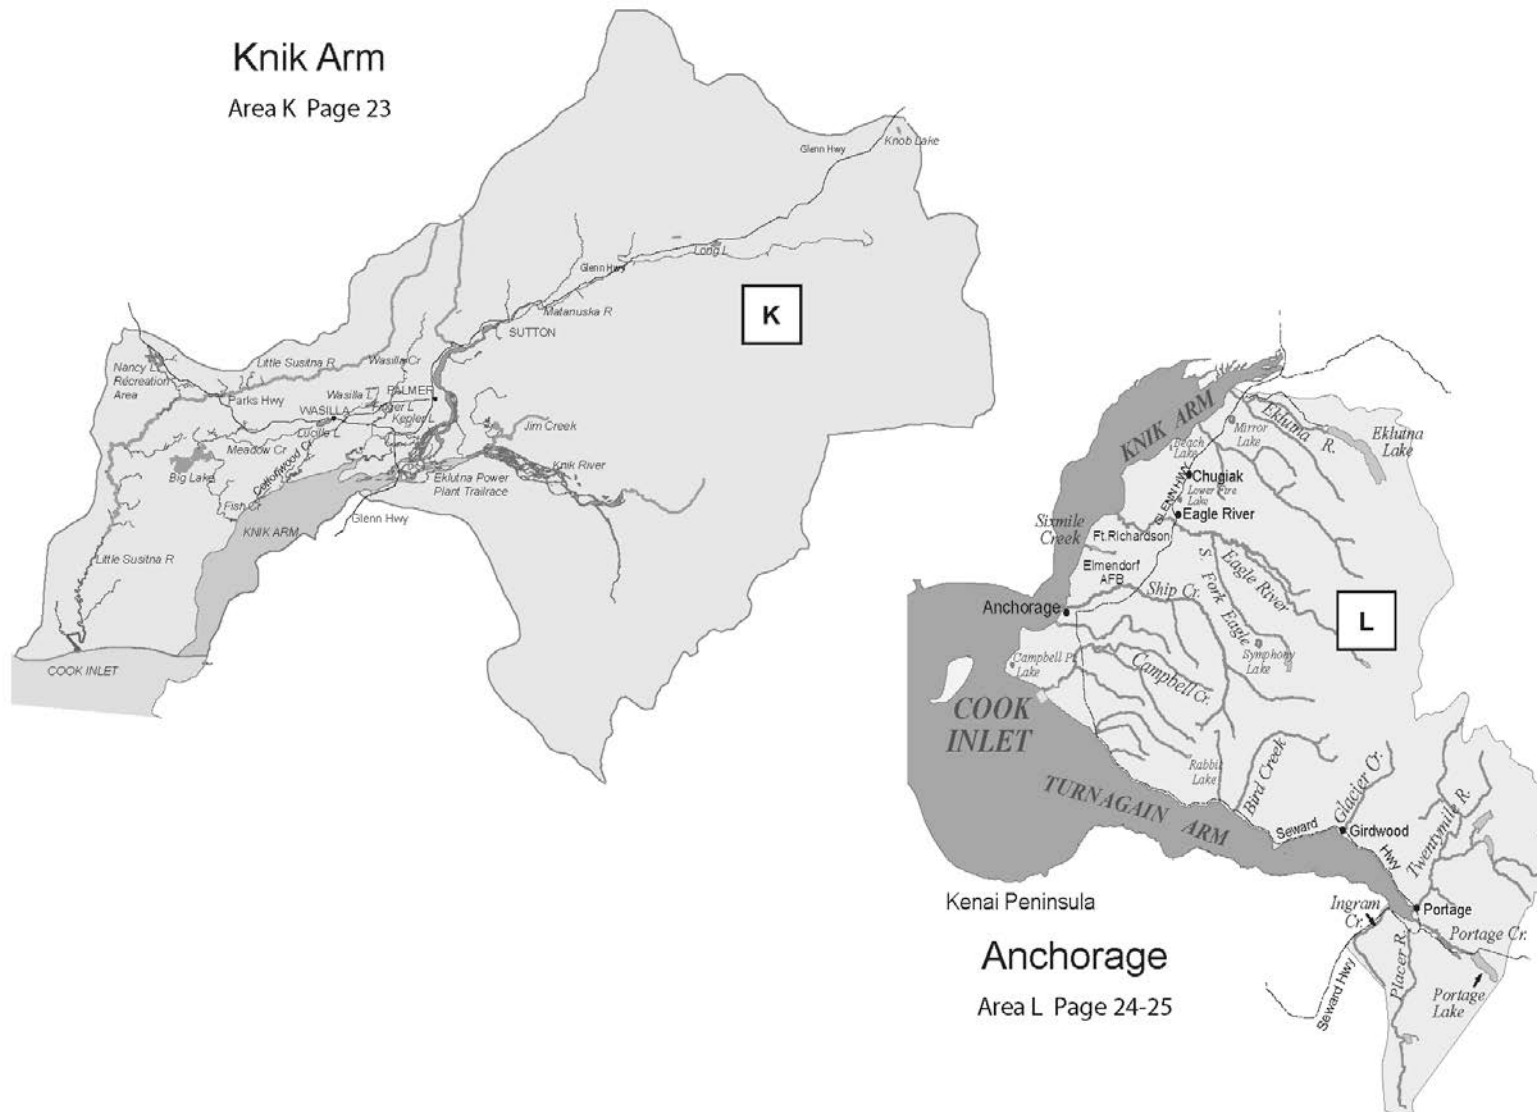 Knik Arm
Area K Page 23
Glenn Hwy
Knob Lake
Long L
Glenn Hwy
K
Matanuska R
SUTTON
Nancy L
Recreation
Area
Little Susitna R
Wasilla Cr
Parks Hwy
Wasilla L
PALMER
WASILLA
Finger L
Kepler L
Lucille L
Jim Creek
Meadow Cr
Cottonwood Cr
Big Lake
Knik River
Eklutna Power
Plant Trailrace
Fish Cr
Glenn Hwy
KNIK ARM
Little Susitna R
COOK INLET
KNIK ARM
Eklutna R.
Mirror
Lake
Eklutna
Lake
Beach
Lake
GLENN HWY
Chugiak
Lower Fire
Lake
Eagle River
Sixmile
Creek
Ft. Richardson
Elmendorf
AFB
Eagle River
S. Fork Eagle
Ship Cr.
Anchorage
L
Symphony
Lake
Campbell Pt.
Lake
Campbell Cr.
COOK
INLET
Rabbit
Lake
Bird Creek
Glacier Cr.
TURNAGAIN ARM
Seward
Hwy
Girdwood
Twentymile R.
Kenai Peninsula
Ingram
Cr.
Portage
Portage Cr.
Placer R.
Seward Hwy
Portage
Lake
Anchorage
Area L Page 24-25